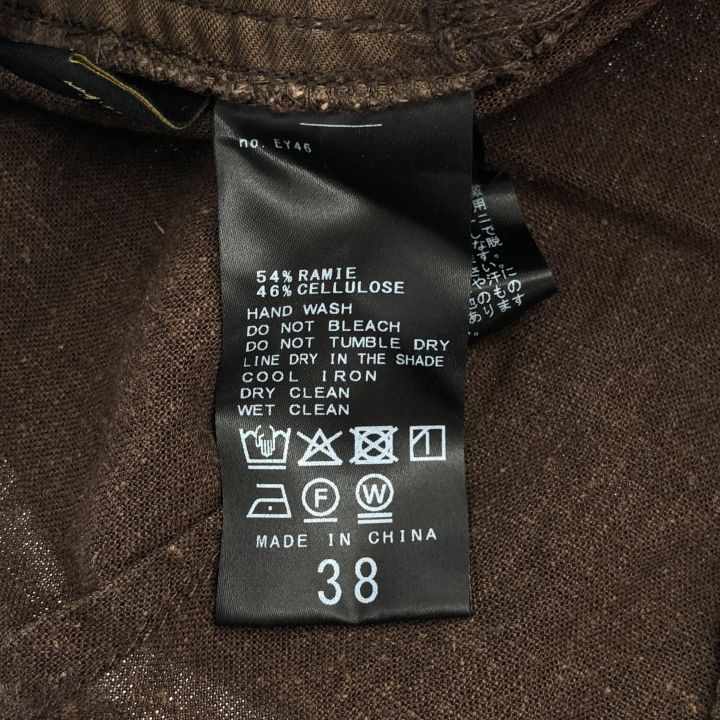 no. EY46
54% RAMIE
46% CELLULOSE
HAND WASH
DO NOT BLEACH
DO NOT TUMBLE DRY
LINE DRY IN THE SHADE
COOL IRON
DRY CLEAN
WET CLEAN
F W
MADE IN CHINA
38